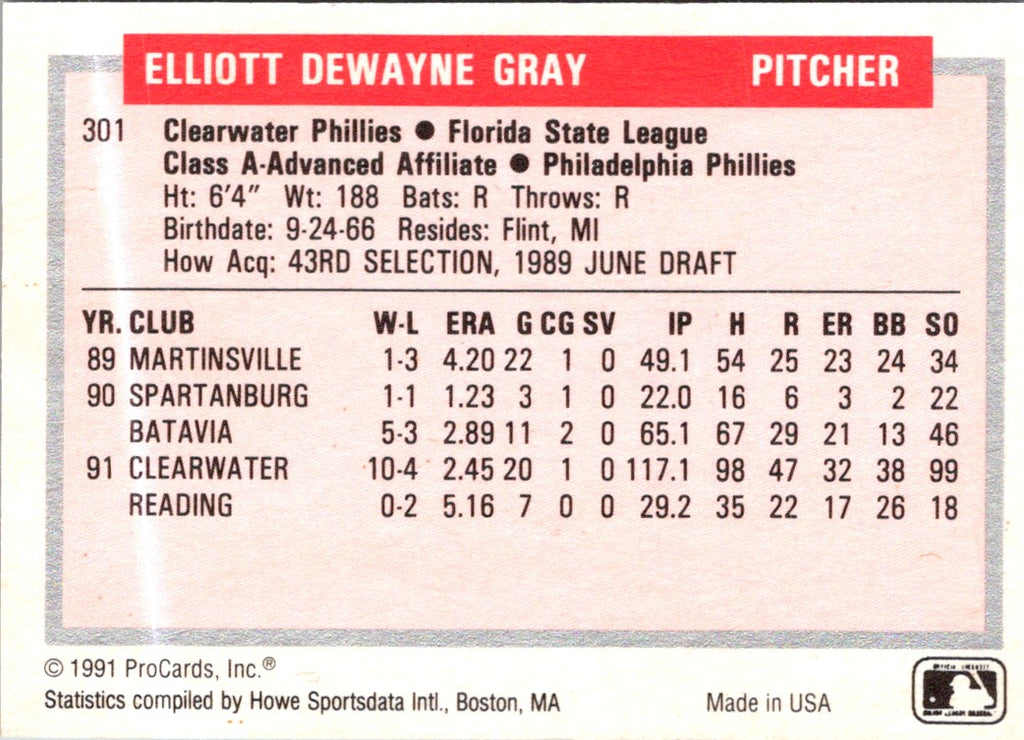 ELLIOTT DEWAYNE GRAY PITCHER
301 Clearwater Phillies ● Florida State League
Class A-Advanced Affiliate ● Philadelphia Phillies
Ht: 6'4" Wt: 188 Bats: R Throws: R
Birthdate: 9-24-66 Resides: Flint, MI
How Acq: 43RD SELECTION, 1989 JUNE DRAFT
YR. CLUB W-L ERA G CG SV IP H R ER BB SO
89 MARTINSVILLE 1-3 4.20 22 1 0 49.1 54 25 23 24 34
90 SPARTANBURG 1-1 1.23 3 1 0 22.0 16 6 3 2 22
BATAVIA 5-3 2.89 11 2 0 65.1 67 29 21 13 46
91 CLEARWATER 10-4 2.45 20 1 0 117.1 98 47 32 38 99
READING 0-2 5.16 7 0 0 29.2 35 22 17 26 18
© 1991 ProCards, Inc.®
Statistics compiled by Howe Sportsdata Intl., Boston, MA Made in USA